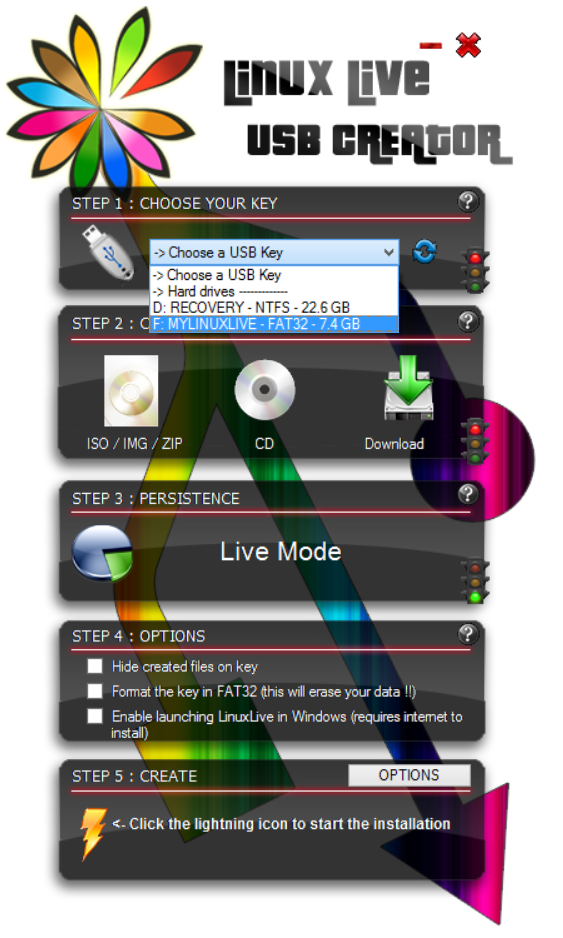 Linux Live
USB CREATOR
STEP 1 : CHOOSE YOUR KEY
?
-> Choose a USB Key
-> Choose a USB Key
-> Hard drives -------------
D: RECOVERY - NTFS - 22.6 GB
F: MYLINUXLIVE - FAT32 - 7.4 GB
STEP 2 : C
?
ISO / IMG / ZIP
CD
Download
STEP 3 : PERSISTENCE
?
Live Mode
STEP 4 : OPTIONS
?
Hide created files on key
Format the key in FAT32 (this will erase your data !!)
Enable launching LinuxLive in Windows (requires internet to
install)
STEP 5 : CREATE
OPTIONS
<- Click the lightning icon to start the installation